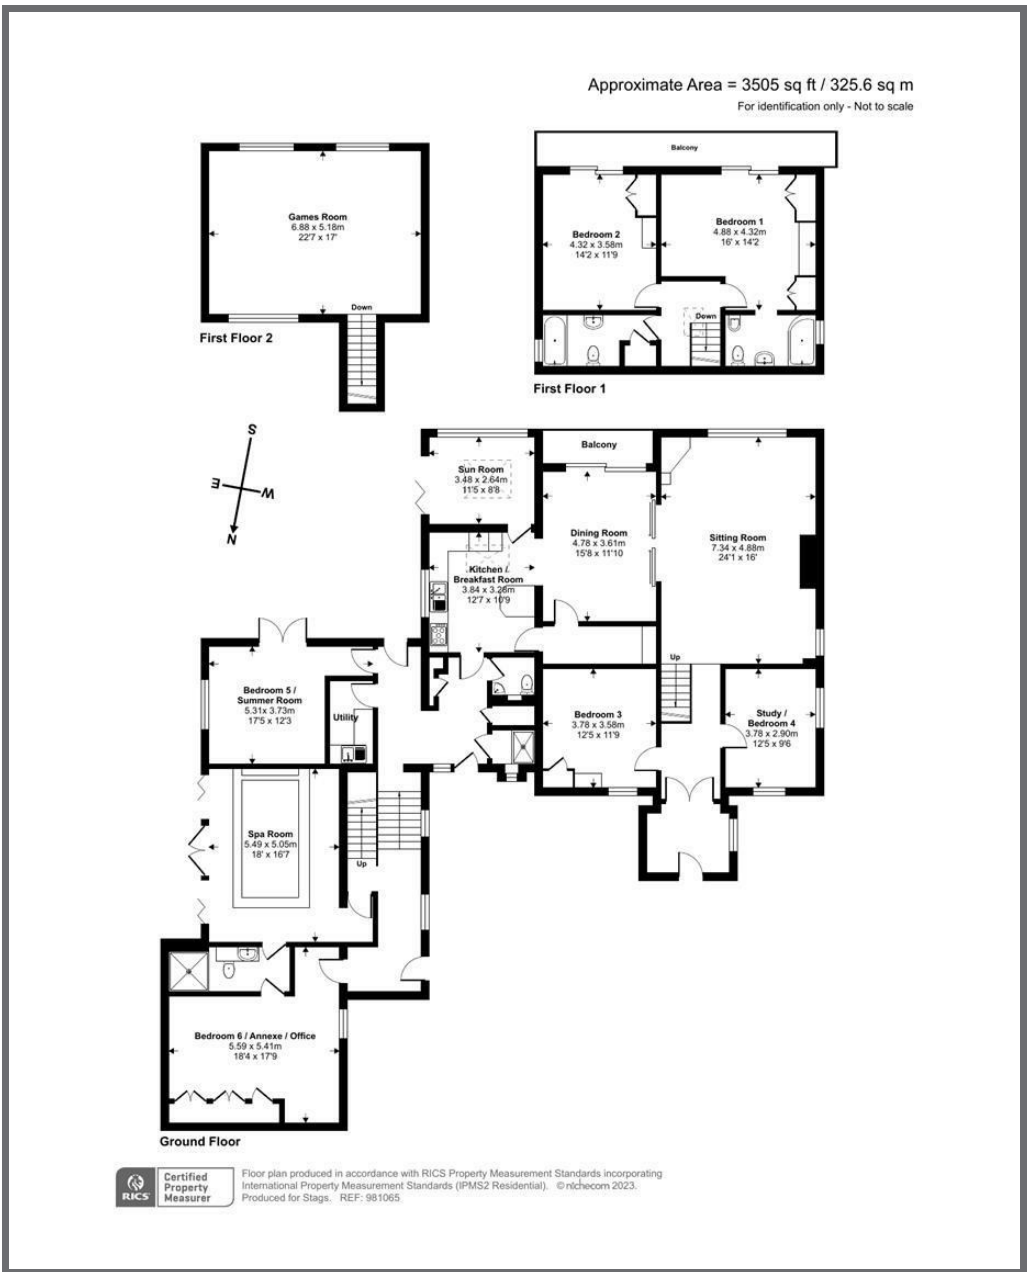 Approximate Area = 3505 sq ft / 325.6 sq m
For identification only - Not to scale
Balcony
Games Room
6.88 x 5.18m
22'7 x 17'
Down
First Floor 2
Bedroom 2
4.32 x 3.58m
14'2 x 11'9
Bedroom 1
4.88 x 4.32m
16' x 14'2
Down
First Floor 1
S
E
W
N
Balcony
Sun Room
3.48 x 2.64m
11'5 x 8'8
Dining Room
4.78 x 3.61m
15'8 x 11'10
Sitting Room
7.34 x 4.88m
24'1 x 16'
Kitchen /
Breakfast Room
3.84 x 3.28m
12'7 x 10'9
Up
Bedroom 5 /
Summer Room
5.31x 3.73m
17'5 x 12'3
Utility
Bedroom 3
3.78 x 3.58m
12'5 x 11'9
Study /
Bedroom 4
3.78 x 2.90m
12'5 x 9'6
Spa Room
5.49 x 5.05m
18' x 16'7
Up
Bedroom 6 / Annexe / Office
5.59 x 5.41m
18'4 x 17'9
Ground Floor
RICS
Certified
Property
Measurer
Floor plan produced in accordance with RICS Property Measurement Standards incorporating
International Property Measurement Standards (IPMS2 Residential). © nichecom 2023.
Produced for Stags. REF: 981065